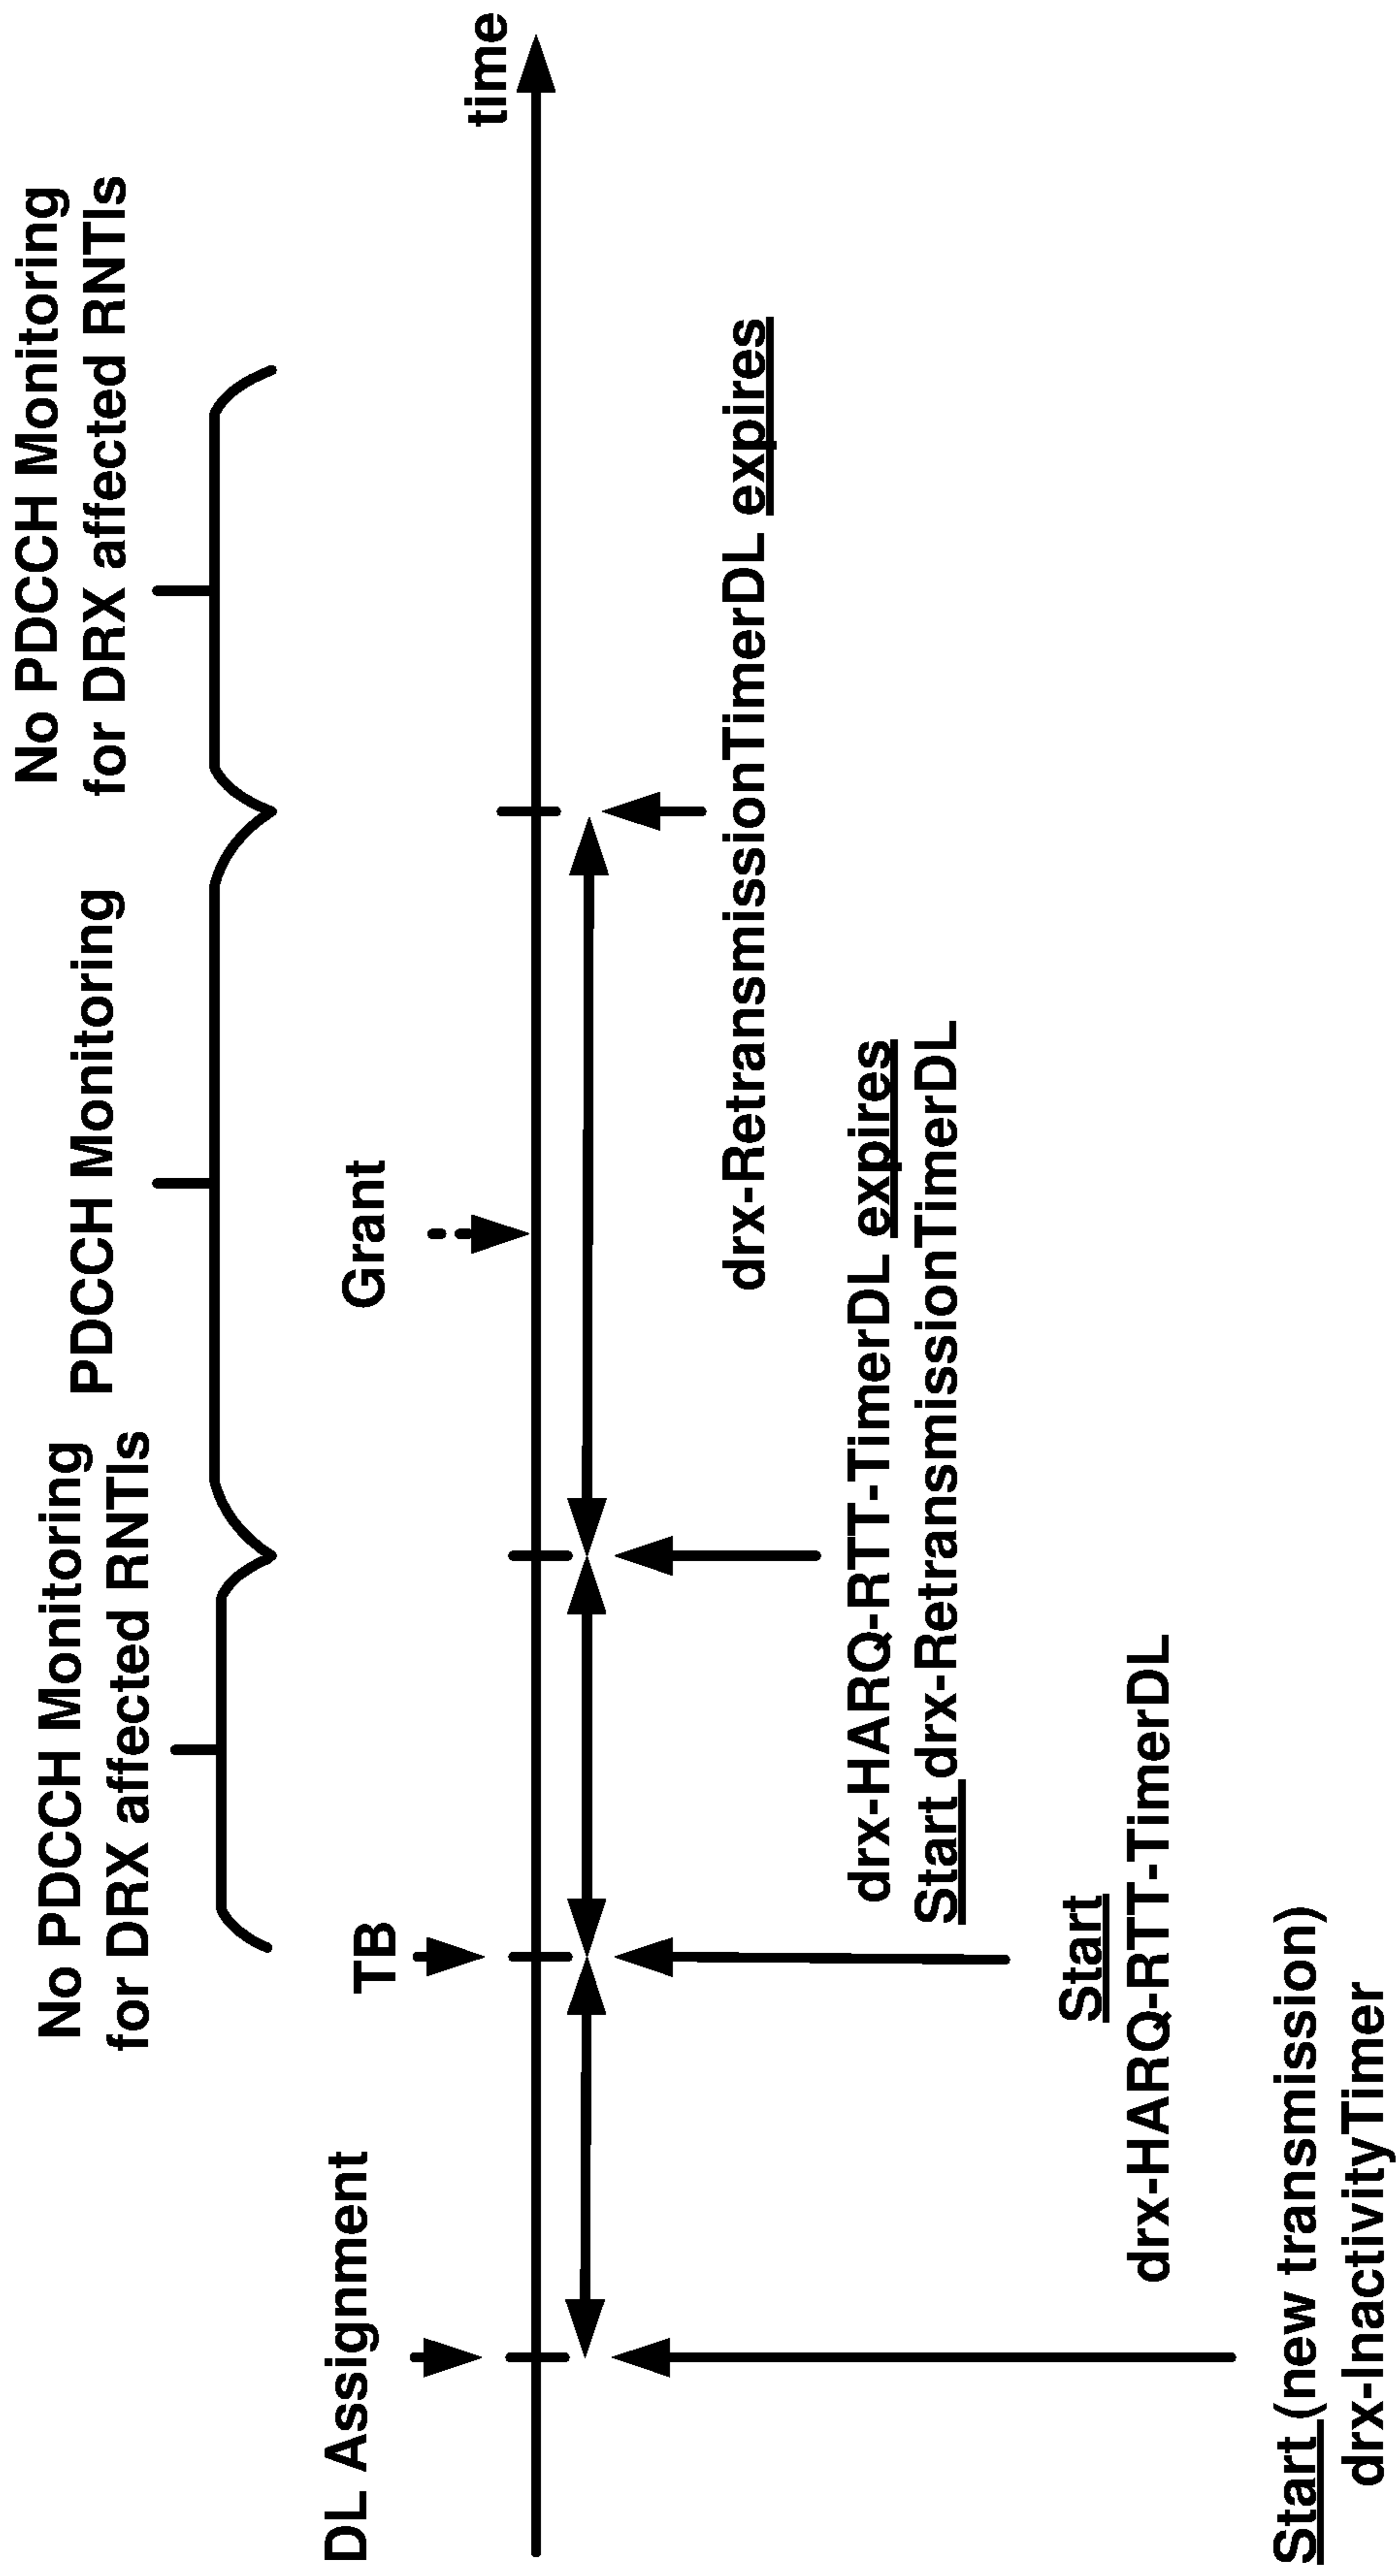 No PDCCH Monitoring
for DRX affected RNTIs
PDCCH Monitoring
No PDCCH Monitoring
for DRX affected RNTIs
DL Assignment
TB
Grant
time
drx-RetransmissionTimerDL expires
drx-HARQ-RTT-TimerDL expires
Start drx-RetransmissionTimerDL
Start
drx-HARQ-RTT-TimerDL
Start (new transmission)
drx-InactivityTimer